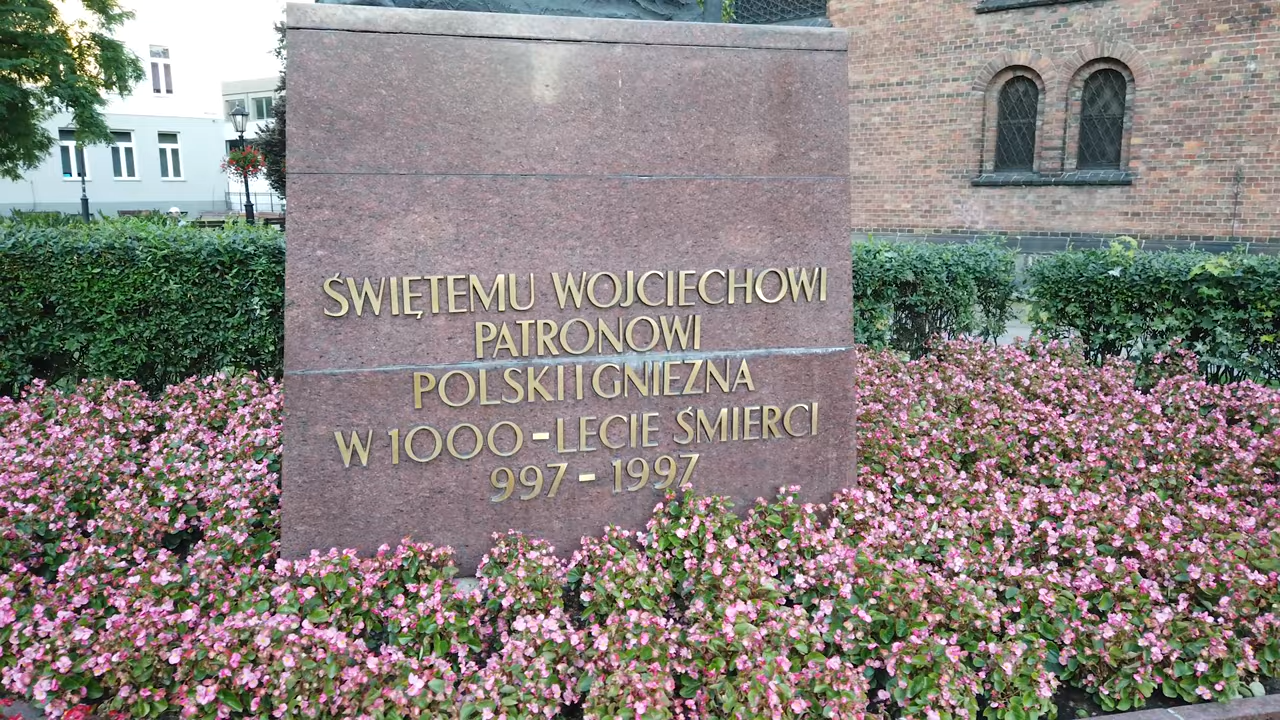 ŚWIĘTEMU WOJCIECHOWI
PATRONOWI
POLSKI I GNIEZNA
W 1000-LECIE ŚMIERCI
997-1997